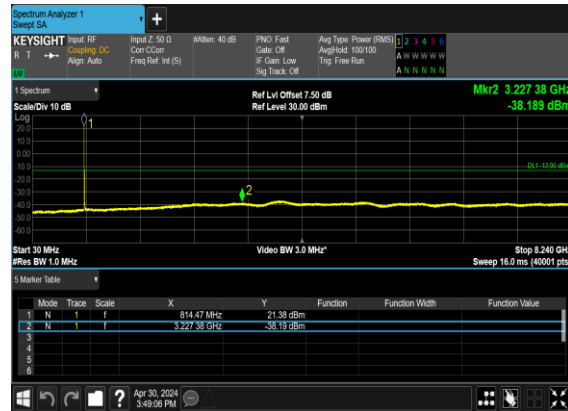 Spectrum Analyzer 1
Swept SA
KEYSIGHT Input: RF Input Z: 50 Ω #Atten: 40 dB PNO: Fast Avg Type: Power (RMS) 1 2 3 4 5 6
R T Coupling: DC Corr CCorr Gate: Off Avg|Hold: 100/100 A W W W W W
Align: Auto Freq Ref: Int (S) IF Gain: Low Trig: Free Run
LW Sig Track: Off A N N N N N
1 Spectrum Ref Lvl Offset 7.50 dB Mkr2 3.227 38 GHz
Scale/Div 10 dB Ref Level 30.00 dBm -38.189 dBm
Log
20.0
10.0
0.00
-10.0
-20.0
-30.0
-40.0
-50.0
-60.0
1
2
DL1 -13.00 dBm
Start 30 MHz Video BW 3.0 MHz* Stop 8.240 GHz
#Res BW 1.0 MHz Sweep 16.0 ms (40001 pts)
5 Marker Table
Mode Trace Scale X Y Function Function Width Function Value
1 N 1 f 814.47 MHz 21.38 dBm
2 N 1 f 3.227 38 GHz -38.19 dBm
3
4
5
6
? Apr 30, 2024
3:49:06 PM